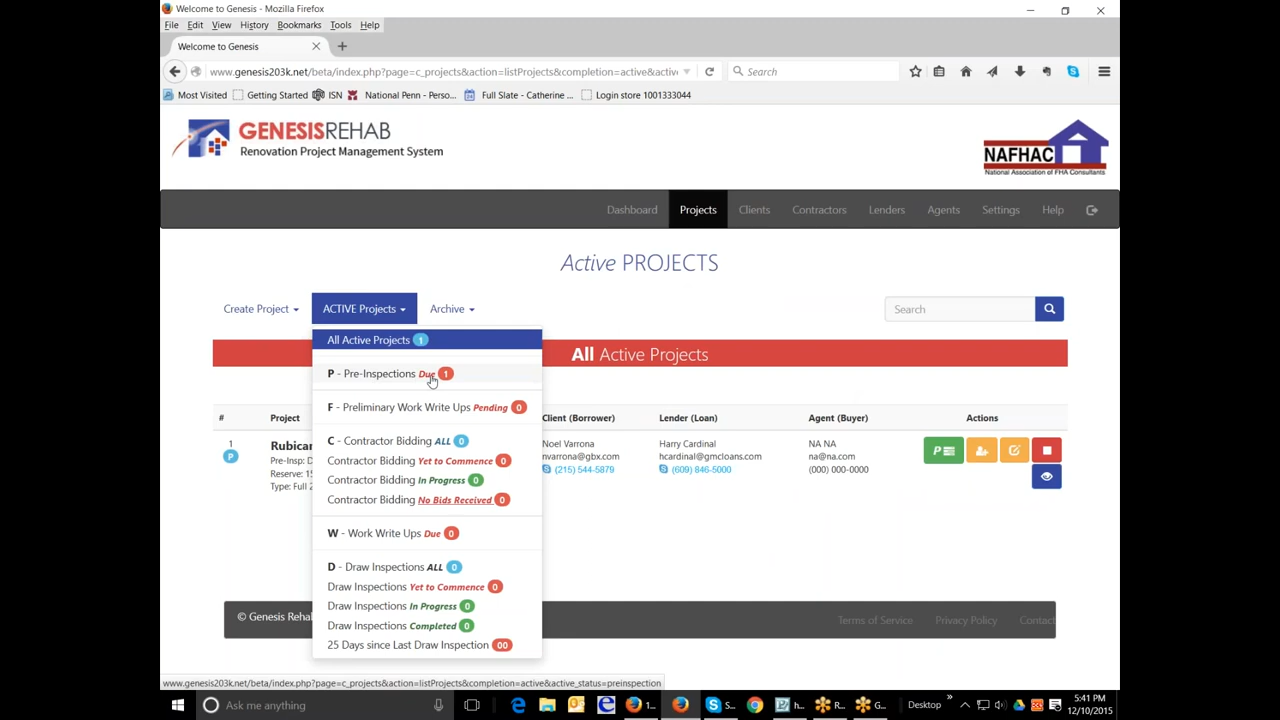 Welcome to Genesis - Mozilla Firefox
File Edit View History Bookmarks Tools Help
Welcome to Genesis
www.genesis203k.net/beta/index.php?page=c_projects&action=listProjects&completion=active&active
Search
Most Visited Getting Started ISN National Penn - Perso... Full Slate - Catherine ... Login store 1001333044
GENESISREHAB
Renovation Project Management System
NAFHAC
National Association of FHA Consultants
Dashboard Projects Clients Contractors Lenders Agents Settings Help
Active PROJECTS
Create Project ACTIVE Projects Archive Search
All Active Projects 1
All Active Projects
P - Pre-Inspections Due 1
F - Preliminary Work Write Ups Pending 0
C - Contractor Bidding ALL 0
Contractor Bidding Yet to Commence 0
Contractor Bidding In Progress 0
Contractor Bidding No Bids Received 0
W - Work Write Ups Due 0
D - Draw Inspections ALL 0
Draw Inspections Yet to Commence 0
Draw Inspections In Progress 0
Draw Inspections Completed 0
25 Days since Last Draw Inspection 00
# Project Client (Borrower) Lender (Loan) Agent (Buyer) Actions
1 Rubican Noel Varrona Harry Cardinal NA NA
P Pre-Insp: D nvarrona@gbx.com hcardinal@gmcloans.com na@na.com P
Reserve: 15 (215) 544-5879 (609) 846-5000 (000) 000-0000
Type: Full 2
© Genesis Reha Terms of Service Privacy Policy Contact
www.genesis203k.net/beta/index.php?page=c_projects&action=listProjects&completion=active&active_status=preinspection
Ask me anything 1... S... h... R... G... Desktop 5:41 PM
12/10/2015